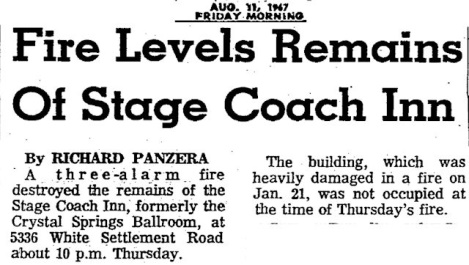 AUG. 11, 1967
FRIDAY MORNING
Fire Levels Remains
Of Stage Coach Inn
By RICHARD PANZERA
A three-alarm fire
destroyed the remains of the
Stage Coach Inn, formerly the
Crystal Springs Ballroom, at
5336 White Settlement Road
about 10 p.m. Thursday.
The building, which was
heavily damaged in a fire on
Jan. 21, was not occupied at
the time of Thursday's fire.